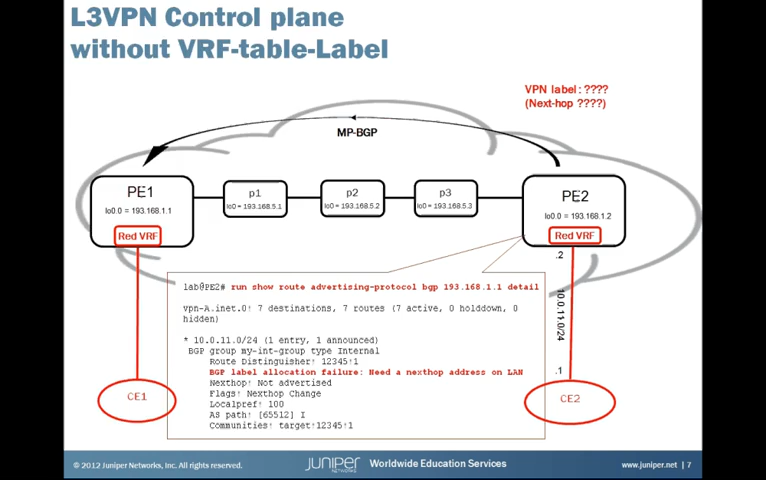 L3VPN Control plane
without VRF-table-Label
VPN label: ????
(Next-hop ????)
MP-BGP
PE1
lo0.0 = 193.168.1.1
Red VRF
p1
lo0 = 193.168.5.1
p2
lo0 = 193.168.5.2
p3
lo0 = 193.168.5.3
PE2
lo0.0 = 193.168.1.2
Red VRF
.2
10.0.11.0/24
.1
CE1
CE2
lab@PE2# run show route advertising-protocol bgp 193.168.1.1 detail
vpn-A.inet.0: 7 destinations, 7 routes (7 active, 0 holddown, 0
hidden)
* 10.0.11.0/24 (1 entry, 1 announced)
BGP group my-int-group type Internal
Route Distinguisher: 12345:1
BGP label allocation failure: Need a nexthop address on LAN
Nexthop: Not advertised
Flags: Nexthop Change
Localpref: 100
AS path: [65512] I
Communities: target:12345:1
© 2012 Juniper Networks, Inc. All rights reserved.
JUNIPER
NETWORKS
Worldwide Education Services
www.juniper.net | 7